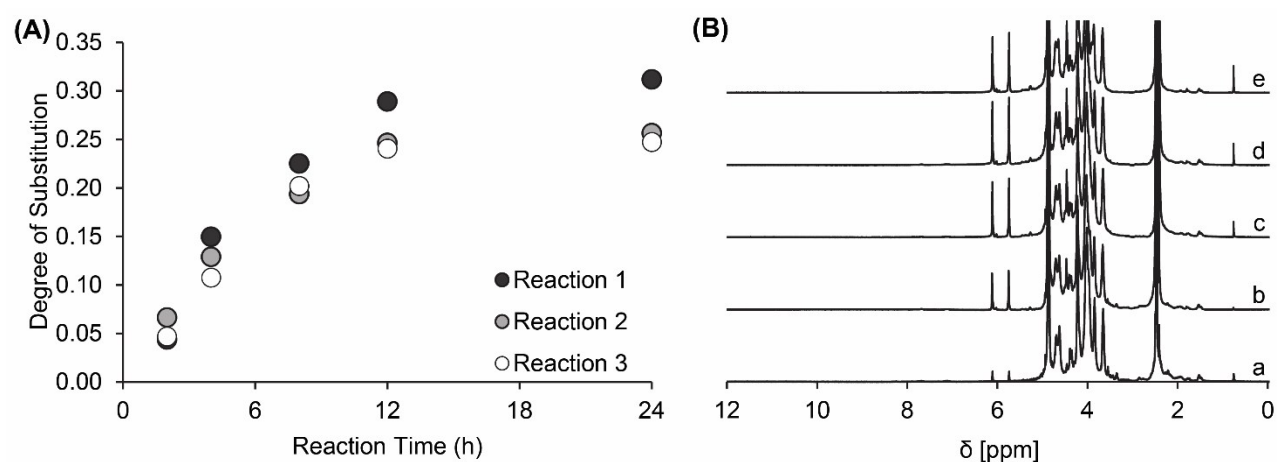 (A)
0.35
0.30
0.25
0.20
0.15
0.10
0.05
0.00
Degree of Substitution
0 6 12 18 24
Reaction Time (h)
Reaction 1
Reaction 2
Reaction 3
(B)
e
d
c
b
a
12 10 8 6 4 2 0
δ [ppm]